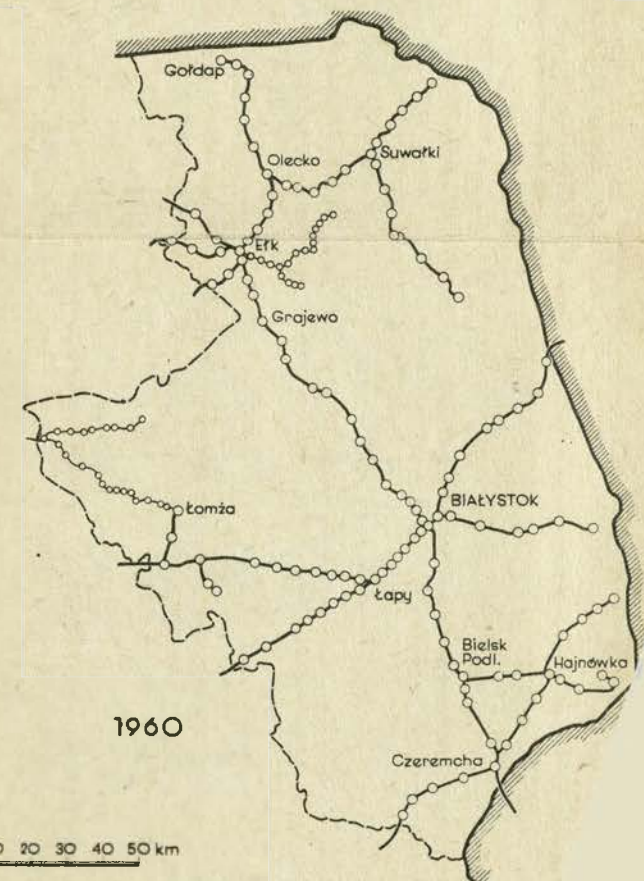 Gołdap
Olecko
Suwałki
Ełk
Grajewo
Łomża
BIAŁYSTOK
Łapy
Bielsk
Podl.
Hajnówka
1960
Czeremcha
0 20 30 40 50 km